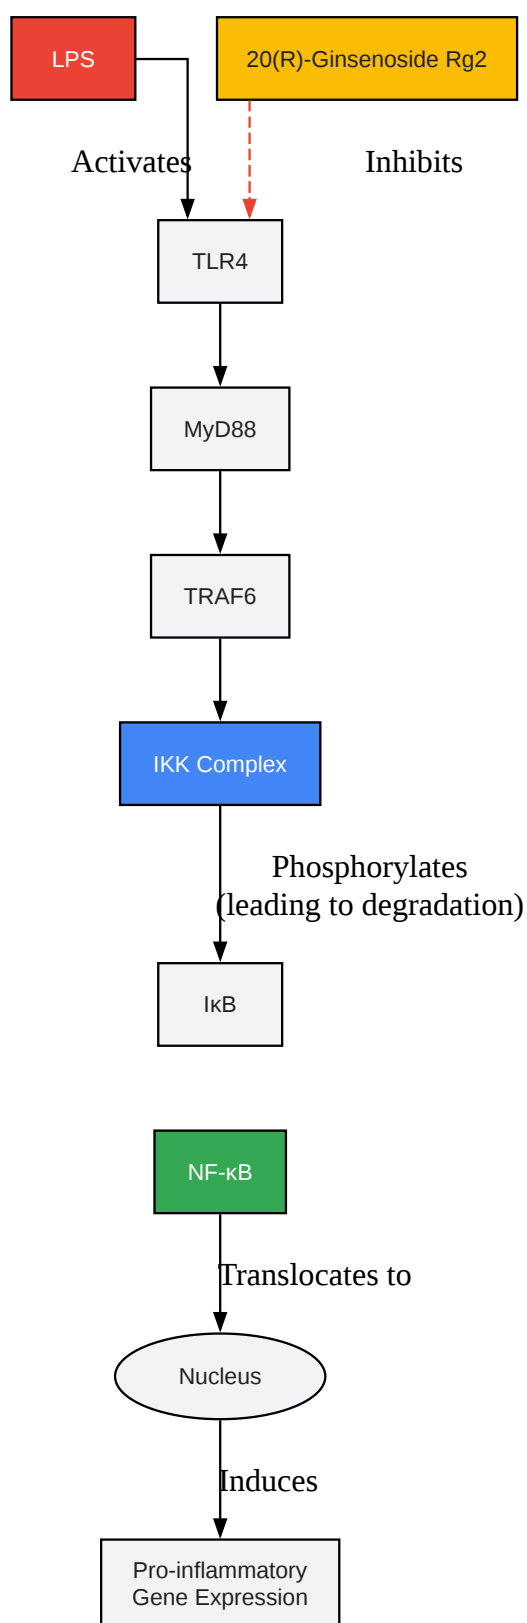 LPS
20(R)-Ginsenoside Rg2
Activates
Inhibits
TLR4
MyD88
TRAF6
IKK Complex
Phosphorylates
(leading to degradation)
IκB
NF-κB
Translocates to
Nucleus
Induces
Pro-inflammatory
Gene Expression